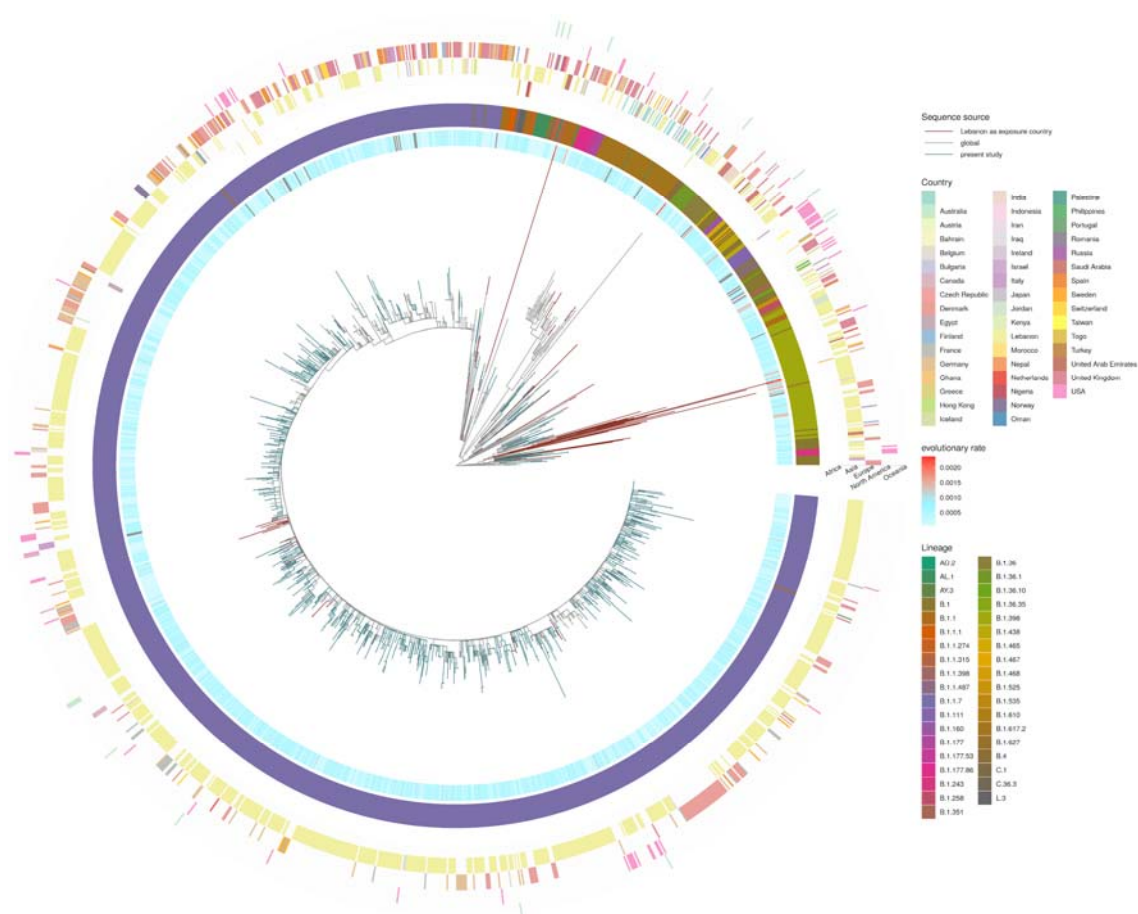 Sequence source
Lebanon as exposure country
global
present study
Country
Australia
Austria
Bahrain
Belgium
Bulgaria
Canada
Czech Republic
Denmark
Egypt
Finland
France
Germany
Ghana
Greece
Hong Kong
Iceland
India
Indonesia
Iran
Iraq
Ireland
Israel
Italy
Japan
Jordan
Kenya
Lebanon
Morocco
Nepal
Netherlands
Nigeria
Norway
Oman
Palestine
Philippines
Portugal
Romania
Russia
Saudi Arabia
Spain
Sweden
Switzerland
Taiwan
Togo
Turkey
United Arab Emirates
United Kingdom
USA
Africa
Asia
Europe
North America
Oceania
evolutionary rate
0.0020
0.0015
0.0010
0.0005
Lineage
AD.2
AL.1
AY.3
B.1
B.1.1
B.1.1.1
B.1.1.274
B.1.1.315
B.1.1.398
B.1.1.487
B.1.1.7
B.1.111
B.1.160
B.1.177
B.1.177.53
B.1.177.86
B.1.243
B.1.258
B.1.351
B.1.36
B.1.36.1
B.1.36.10
B.1.36.35
B.1.398
B.1.438
B.1.465
B.1.467
B.1.468
B.1.525
B.1.535
B.1.610
B.1.617.2
B.1.627
B.4
C.1
C.36.3
L.3